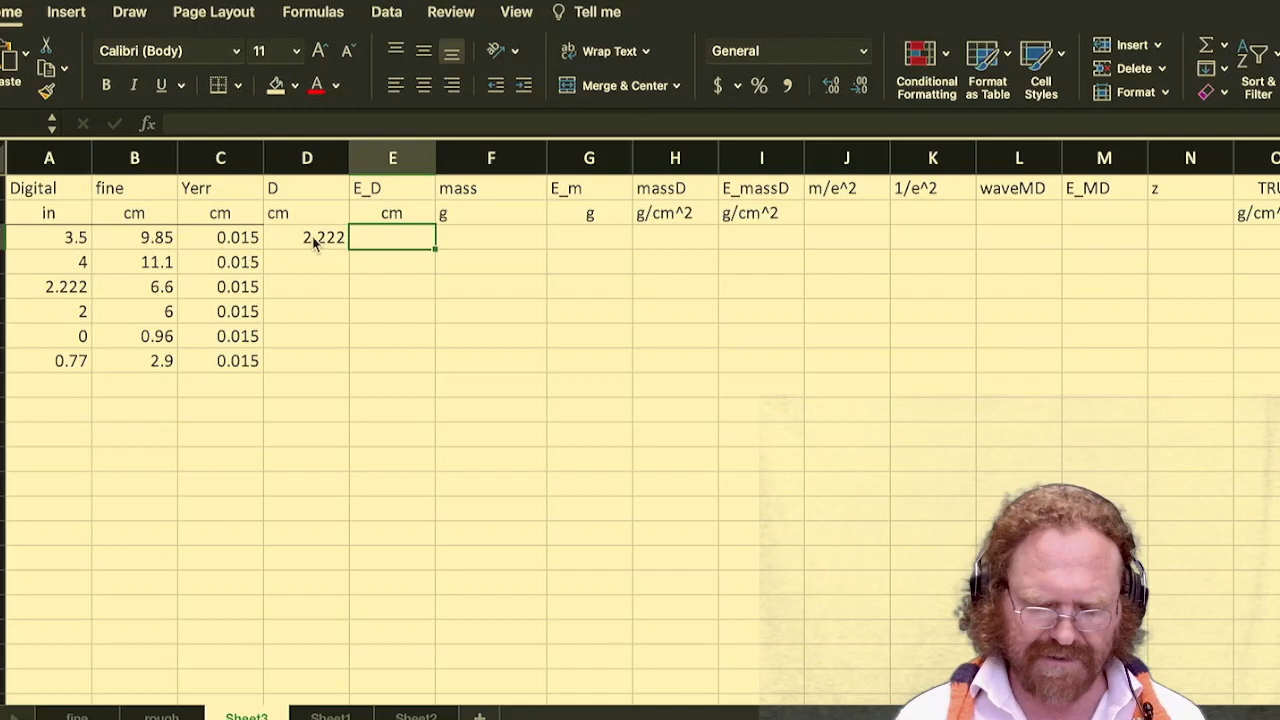 Insert Draw Page Layout Formulas Data Review View Tell me
Calibri (Body) 11 Wrap Text General Insert
Conditional Formatting Format as Table Cell Styles Delete Sort & Filter
B I U Merge & Center $ % Format
fx
A B C D E F G H I J K L M N
Digital fine Yerr D E_D mass E_m massD E_massD m/e^2 1/e^2 waveMD E_MD z
in cm cm cm cm g g g/cm^2 g/cm^2
3.5 9.85 0.015 2.222
4 11.1 0.015
2.222 6.6 0.015
2 6 0.015
0 0.96 0.015
0.77 2.9 0.015
fine rough Sheet3 Sheet1 Sheet2 +